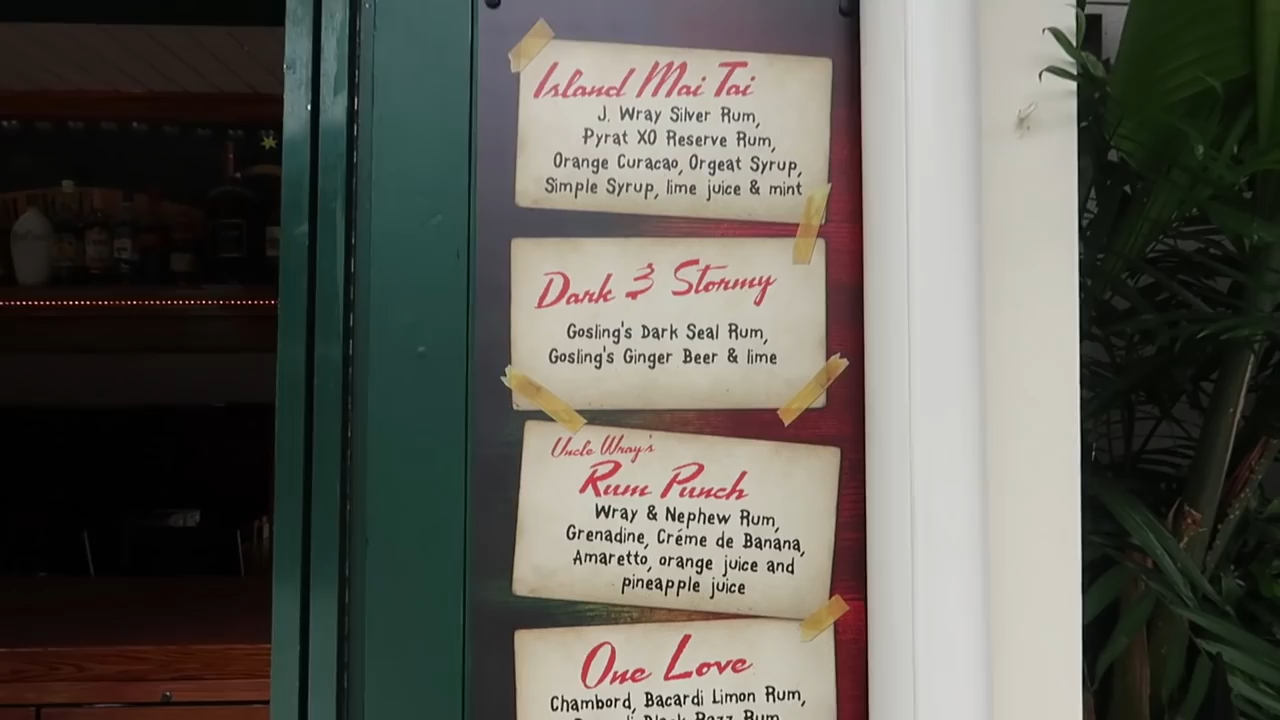 Island Mai Tai
J. Wray Silver Rum,
Pyrat XO Reserve Rum,
Orange Curacao, Orgeat Syrup,
Simple Syrup, lime juice & mint
Dark & Stormy
Gosling's Dark Seal Rum,
Gosling's Ginger Beer & lime
Uncle Wray's
Rum Punch
Wray & Nephew Rum,
Grenadine, Créme de Banana,
Amaretto, orange juice and
pineapple juice
One Love
Chambord, Bacardi Limon Rum,
Razz Rum